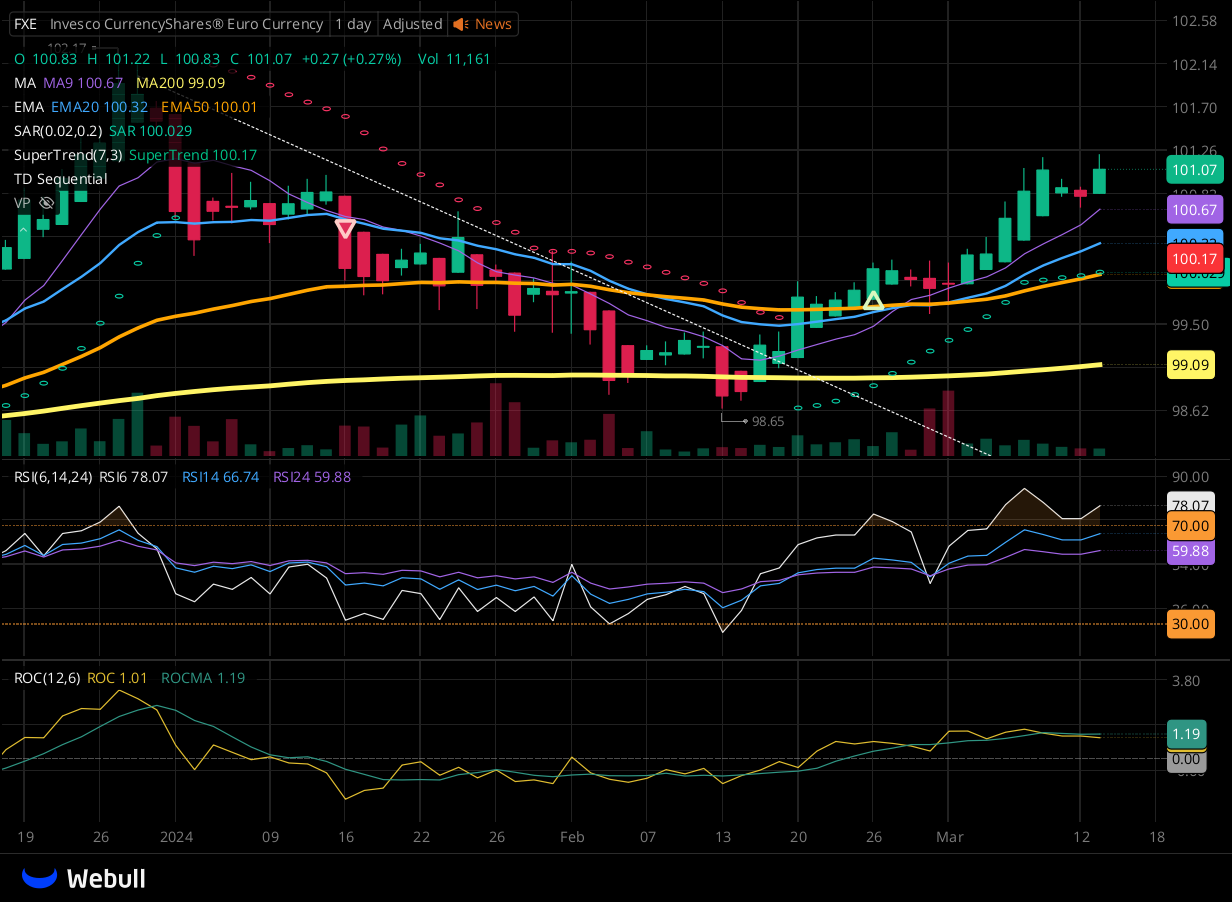 FXE Invesco CurrencyShares® Euro Currency 1 day Adjusted News
102.17
O 100.83 H 101.22 L 100.83 C 101.07 +0.27 (+0.27%) Vol 11,161
MA MA9 100.67 MA200 99.09
EMA EMA20 100.32 EMA50 100.01
SAR(0.02,0.2) SAR 100.029
SuperTrend(7,3) SuperTrend 100.17
TD Sequential
VP
102.58
102.14
101.70
101.26
101.07
100.67
100.17
99.50
99.09
98.62
98.65
RSI(6,14,24) RSI6 78.07 RSI14 66.74 RSI24 59.88
90.00
78.07
70.00
59.88
30.00
ROC(12,6) ROC 1.01 ROCMA 1.19
3.80
1.19
0.00
19 26 2024 09 16 22 26 Feb 07 13 20 26 Mar 12 18
Webull